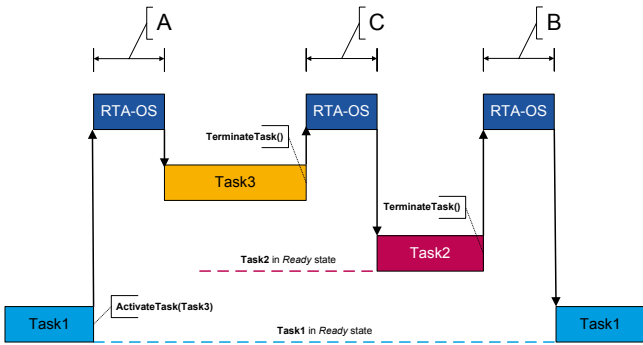 A
C
B
RTA-OS
RTA-OS
RTA-OS
TerminateTask()
Task3
TerminateTask()
Task2
Task2 in Ready state
ActivateTask(Task3)
Task1
Task1 in Ready state
Task1